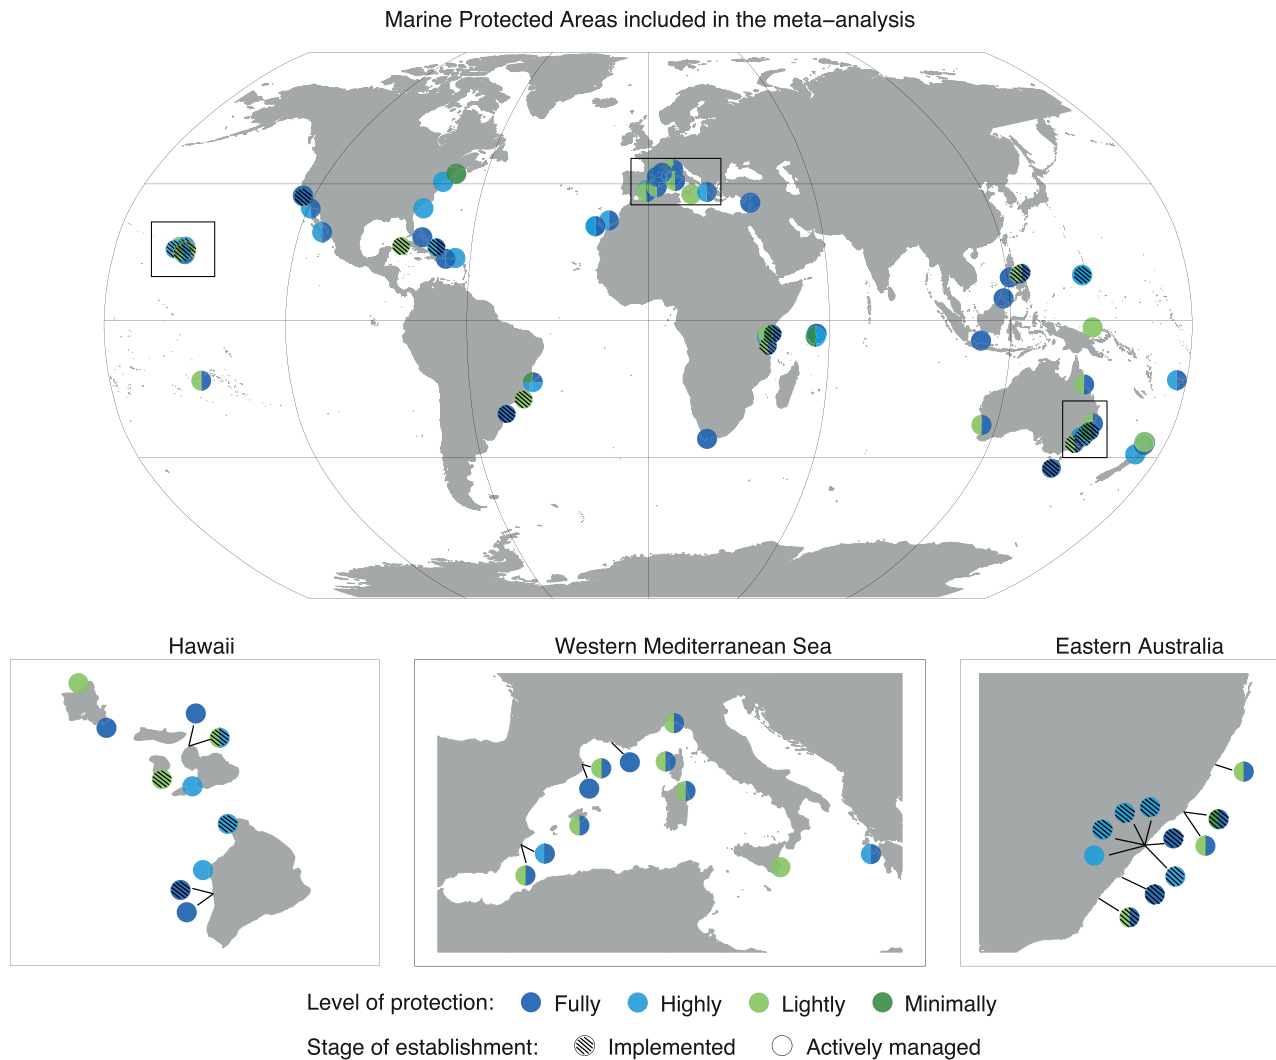 Marine Protected Areas included in the meta−analysis
Hawaii
Western Mediterranean Sea
Eastern Australia
Level of protection: Fully Highly Lightly Minimally
Stage of establishment: Implemented Actively managed